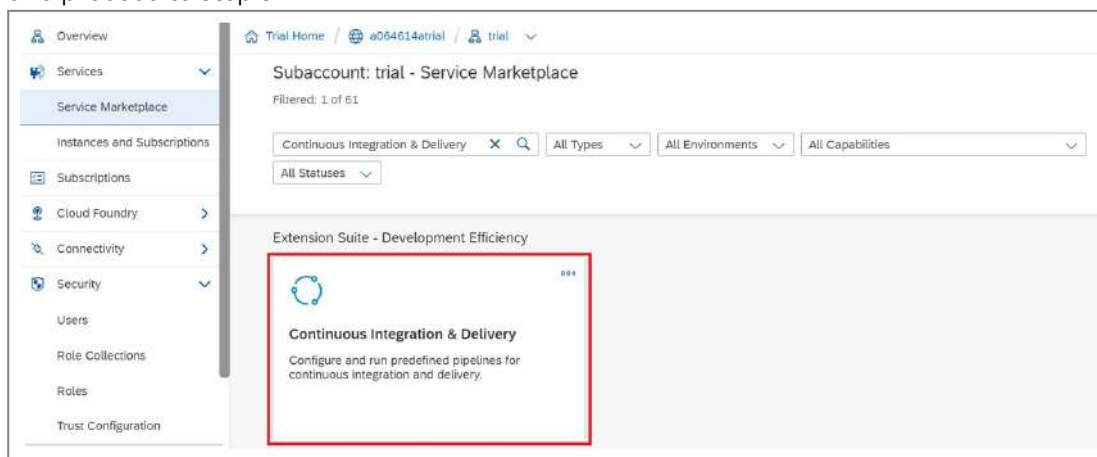 Overview
Services
Service Marketplace
Instances and Subscriptions
Subscriptions
Cloud Foundry
Connectivity
Security
Users
Role Collections
Roles
Trust Configuration
Trial Home / a064614atrial / trial
Subaccount: trial - Service Marketplace
Filtered: 1 of 61
Continuous Integration & Delivery
All Types
All Environments
All Capabilities
All Statuses
Extension Suite - Development Efficiency
Continuous Integration & Delivery
Configure and run predefined pipelines for
continuous integration and delivery.